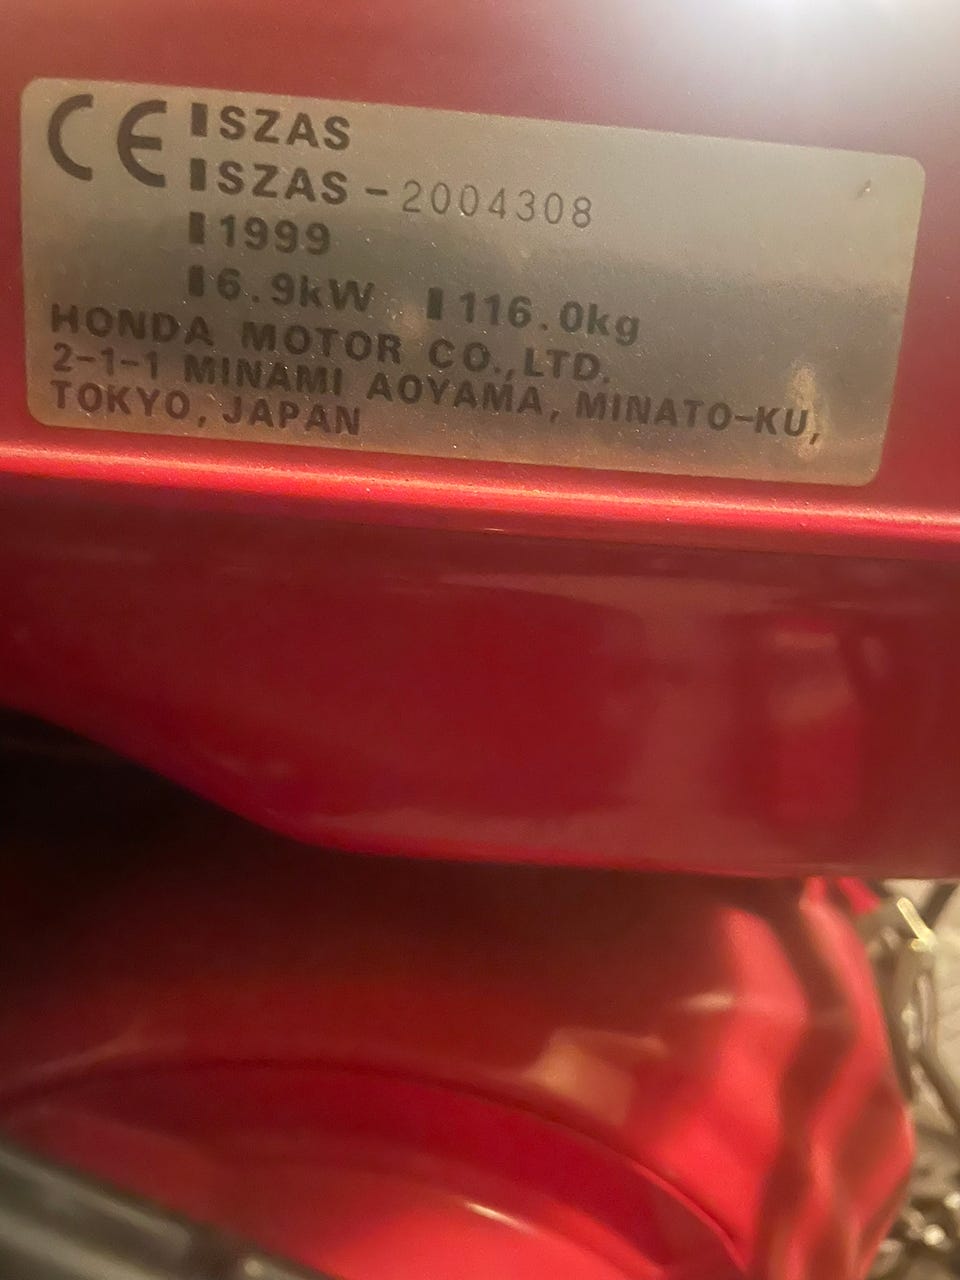 CE ▮SZAS
▮SZAS-2004308
▮1999
▮6.9kW ▮116.0kg
HONDA MOTOR CO.,LTD.
2-1-1 MINAMI AOYAMA, MINATO-KU,
TOKYO, JAPAN